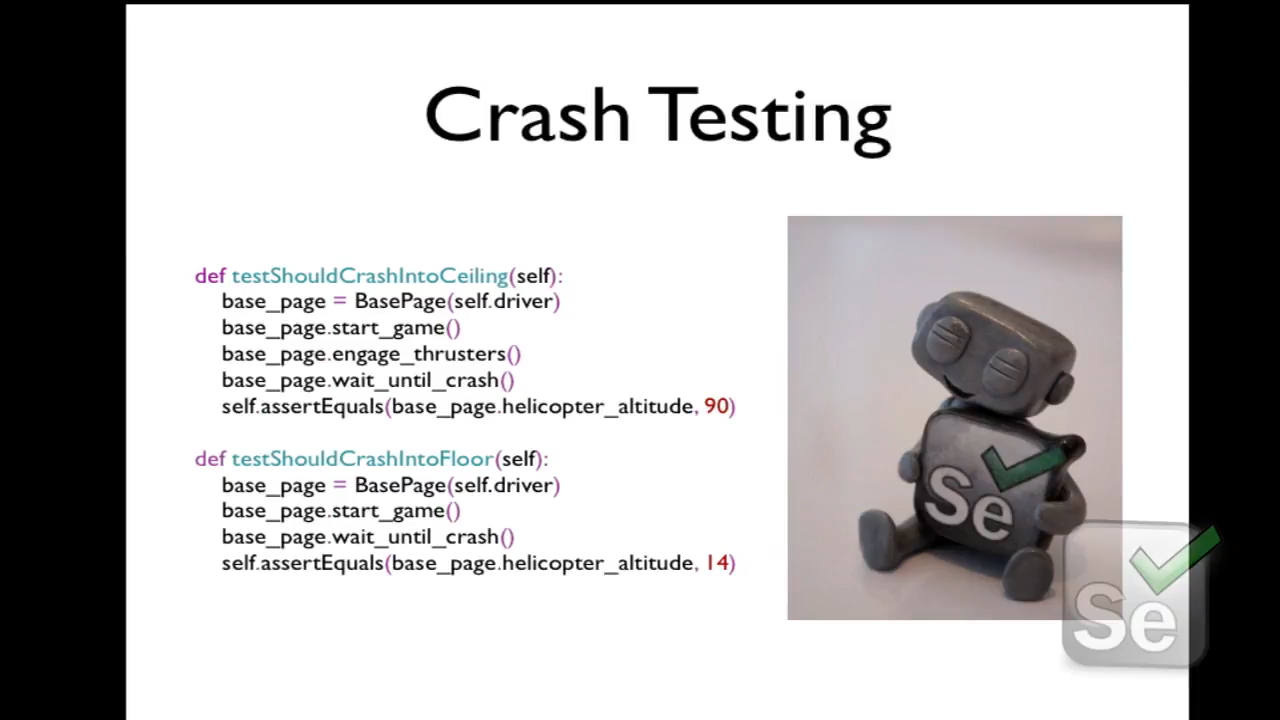 Crash Testing
def testShouldCrashIntoCeiling(self):
base_page = BasePage(self.driver)
base_page.start_game()
base_page.engage_thrusters()
base_page.wait_until_crash()
self.assertEquals(base_page.helicopter_altitude, 90)
def testShouldCrashIntoFloor(self):
base_page = BasePage(self.driver)
base_page.start_game()
base_page.wait_until_crash()
self.assertEquals(base_page.helicopter_altitude, 14)
Se
Se